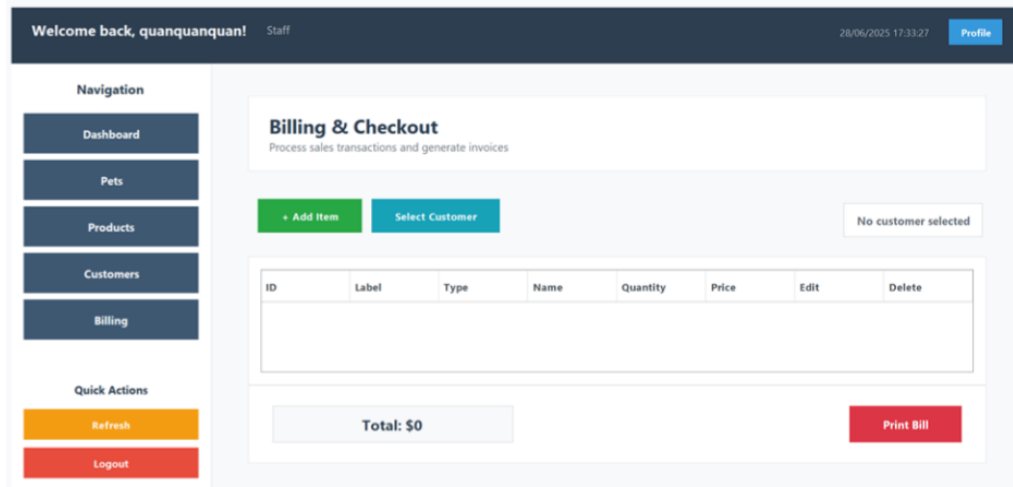 Welcome back, quanquanquan! Staff 28/06/2025 17:33:27 Profile
Navigation
Dashboard
Pets
Products
Customers
Billing
Quick Actions
Refresh
Logout
Billing & Checkout
Process sales transactions and generate invoices
+ Add Item Select Customer No customer selected
ID Label Type Name Quantity Price Edit Delete
Total: $0 Print Bill